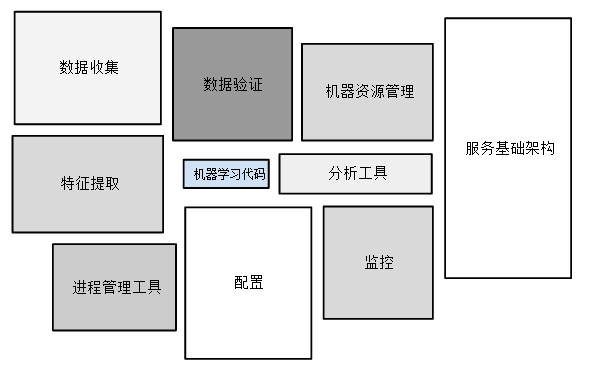 数据收集
数据验证
机器资源管理
服务基础架构
特征提取
机器学习代码
分析工具
进程管理工具
配置
监控